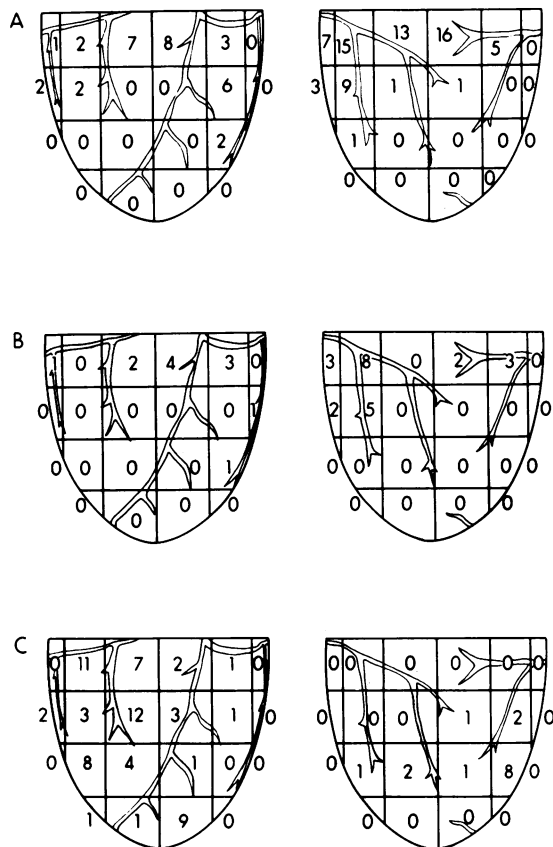 A
1 2 7 8 3 0 7 15 13 16 5 0
2 2 0 0 6 0 3 9 1 1 0 0
0 0 0 0 2 0 1 0 0 0 0
0 0 0 0 0 0 0 0 0
B
1 0 2 4 3 0 3 8 0 2 3 0
0 0 0 0 0 1 2 5 0 0 0 0
0 0 0 0 1 0 0 0 0 0 0 0
0 0 0 0 0 0 0 0
C
0 11 7 2 1 0 0 0 0 0 0 0
2 3 12 3 1 0 0 0 0 1 2 0
0 8 4 1 0 0 0 1 2 1 8 0
1 1 9 0 0 0 0 0 0